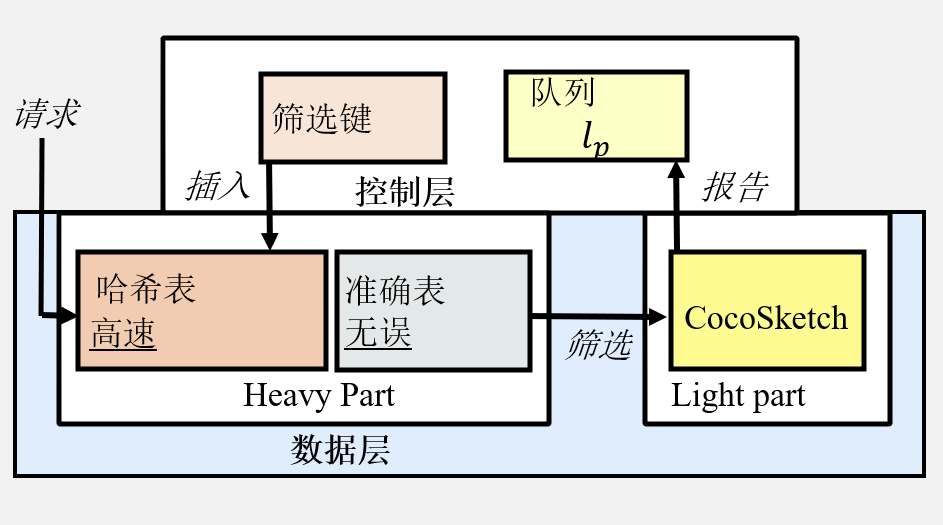 请求
筛选键
队列
l_p
插入
控制层
报告
哈希表
高速
准确表
无误
筛选
CocoSketch
Heavy Part
Light part
数据层